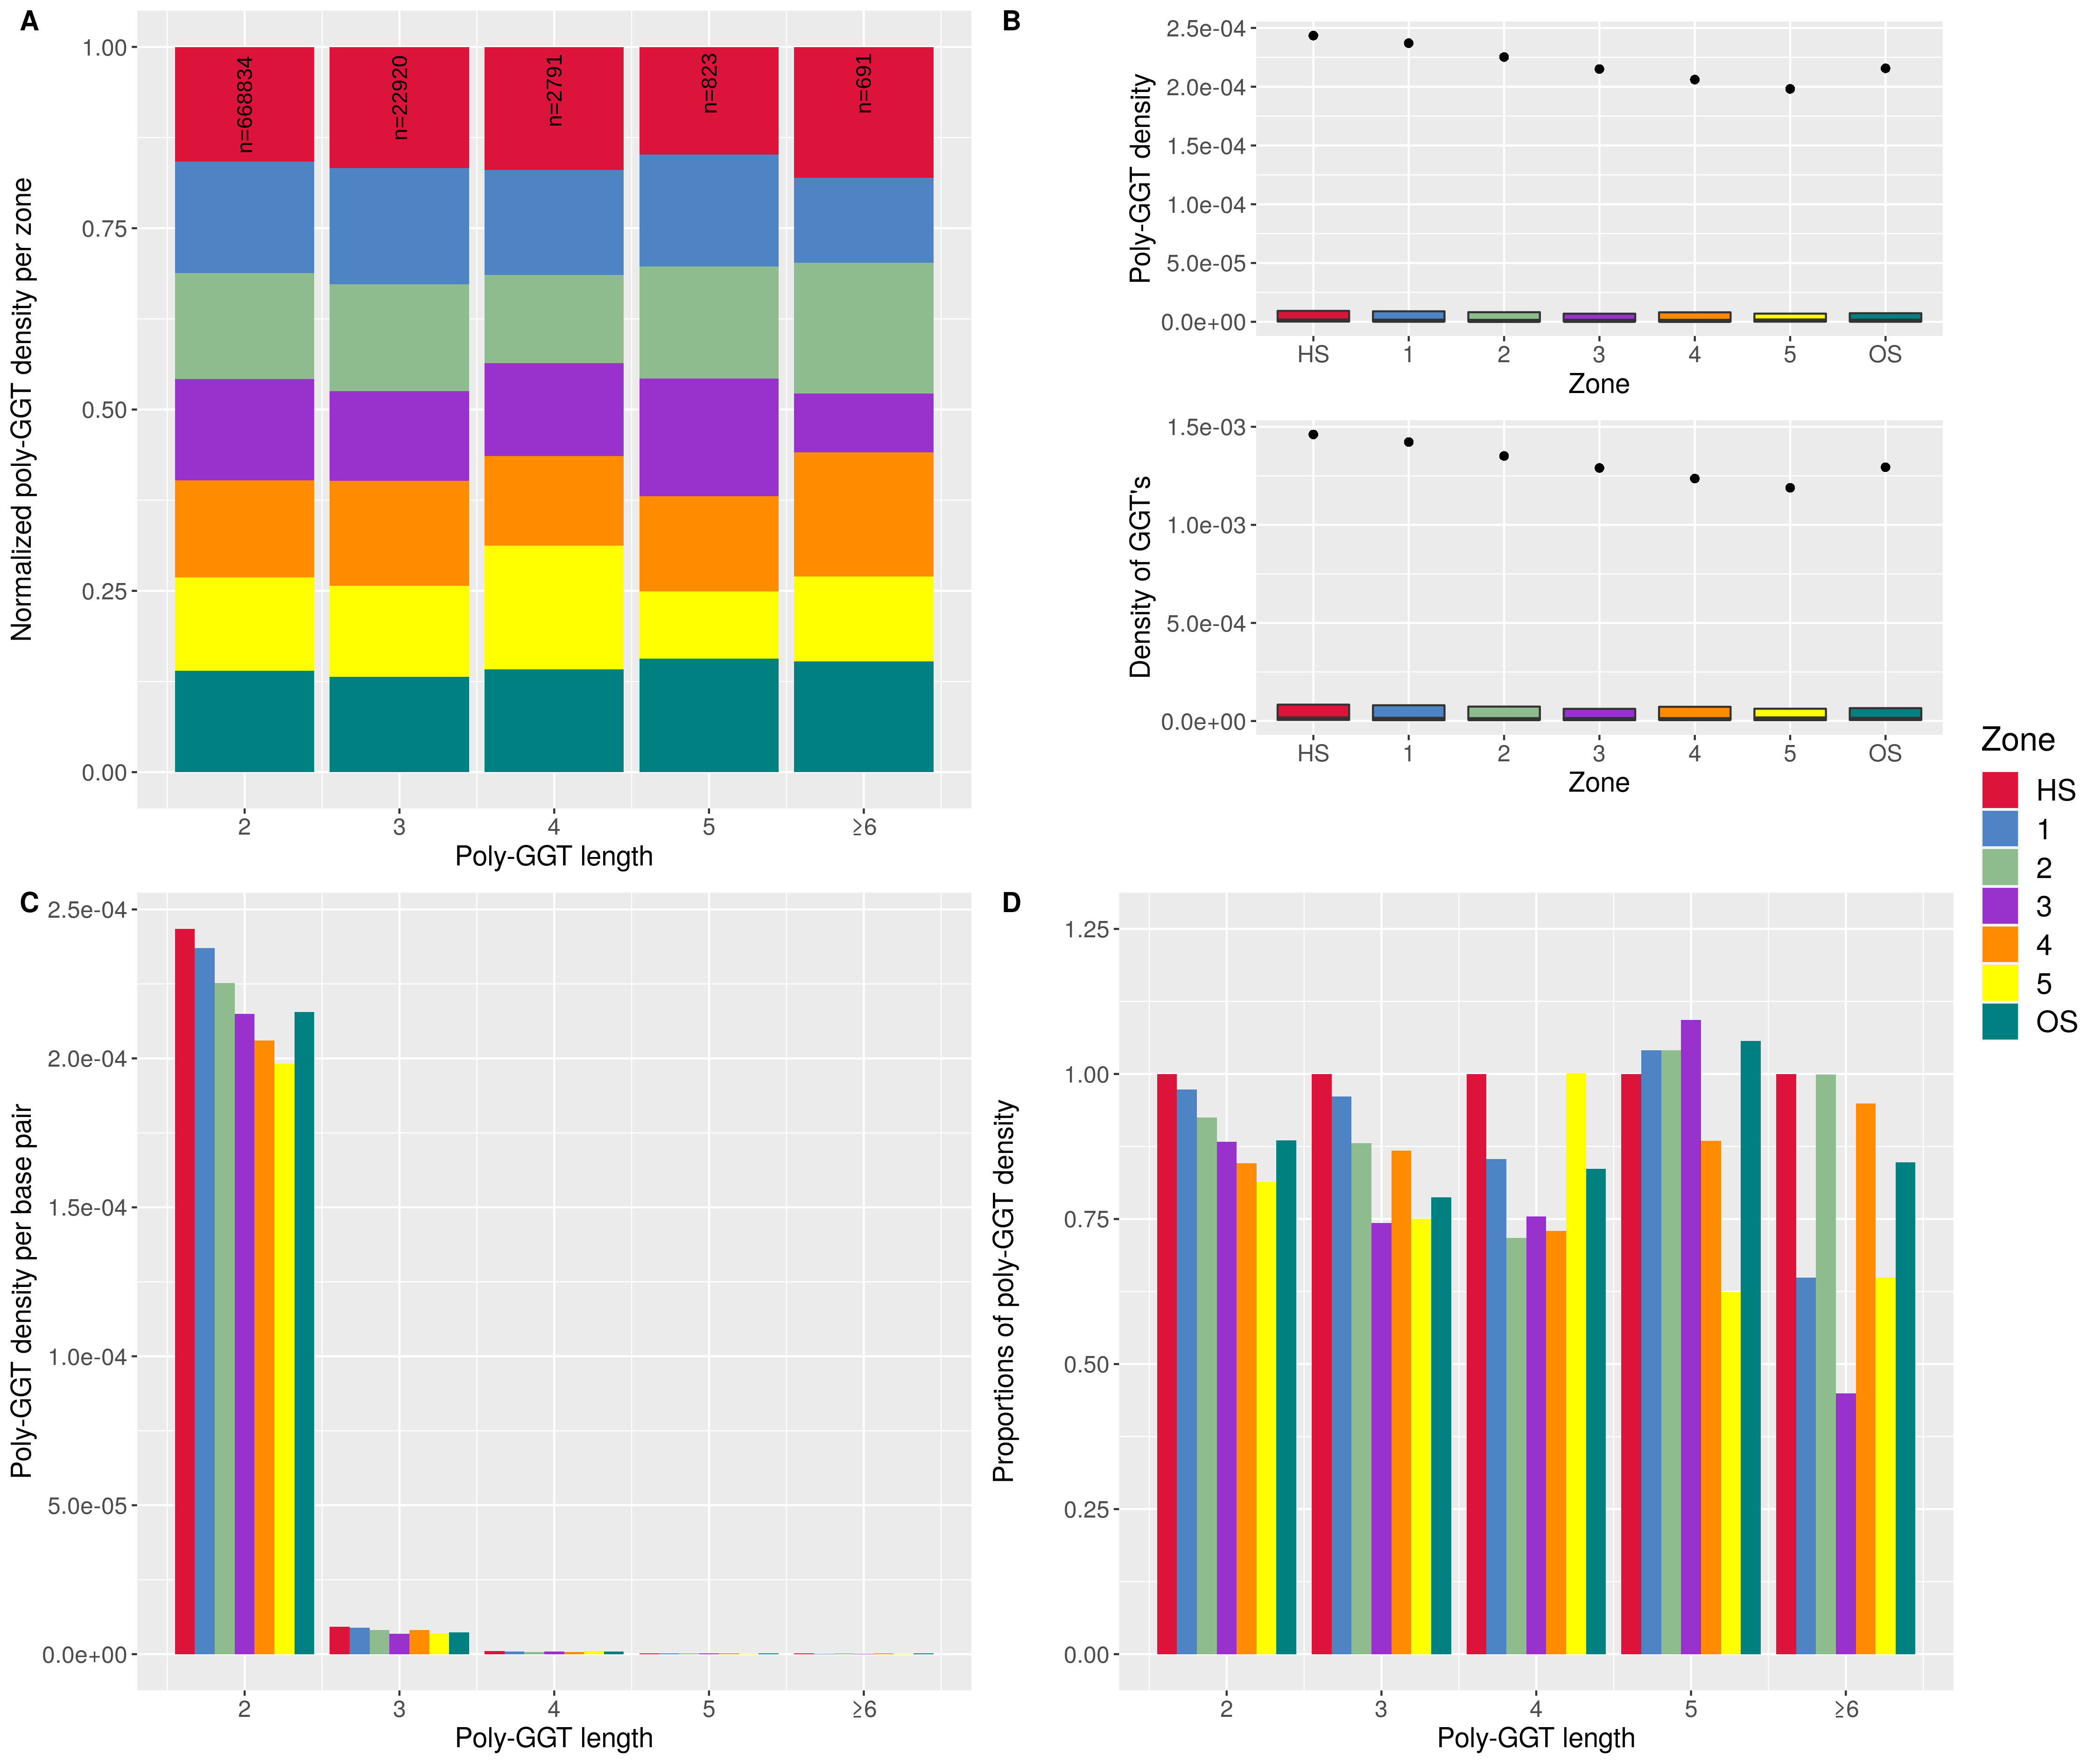 A
Normalized poly-GGT density per zone
1.00
0.75
0.50
0.25
0.00
n=668834
n=22920
n=2791
n=823
n=691
2
3
4
5
≥6
Poly-GGT length
B
Poly-GGT density
2.5e-04
2.0e-04
1.5e-04
1.0e-04
5.0e-05
0.0e+00
HS
1
2
3
4
5
OS
Zone
Density of GGT's
1.5e-03
1.0e-03
5.0e-04
0.0e+00
HS
1
2
3
4
5
OS
Zone
Zone
HS
1
2
3
4
5
OS
C
Poly-GGT density per base pair
2.5e-04
2.0e-04
1.5e-04
1.0e-04
5.0e-05
0.0e+00
2
3
4
5
≥6
Poly-GGT length
D
Proportions of poly-GGT density
1.25
1.00
0.75
0.50
0.25
0.00
2
3
4
5
≥6
Poly-GGT length